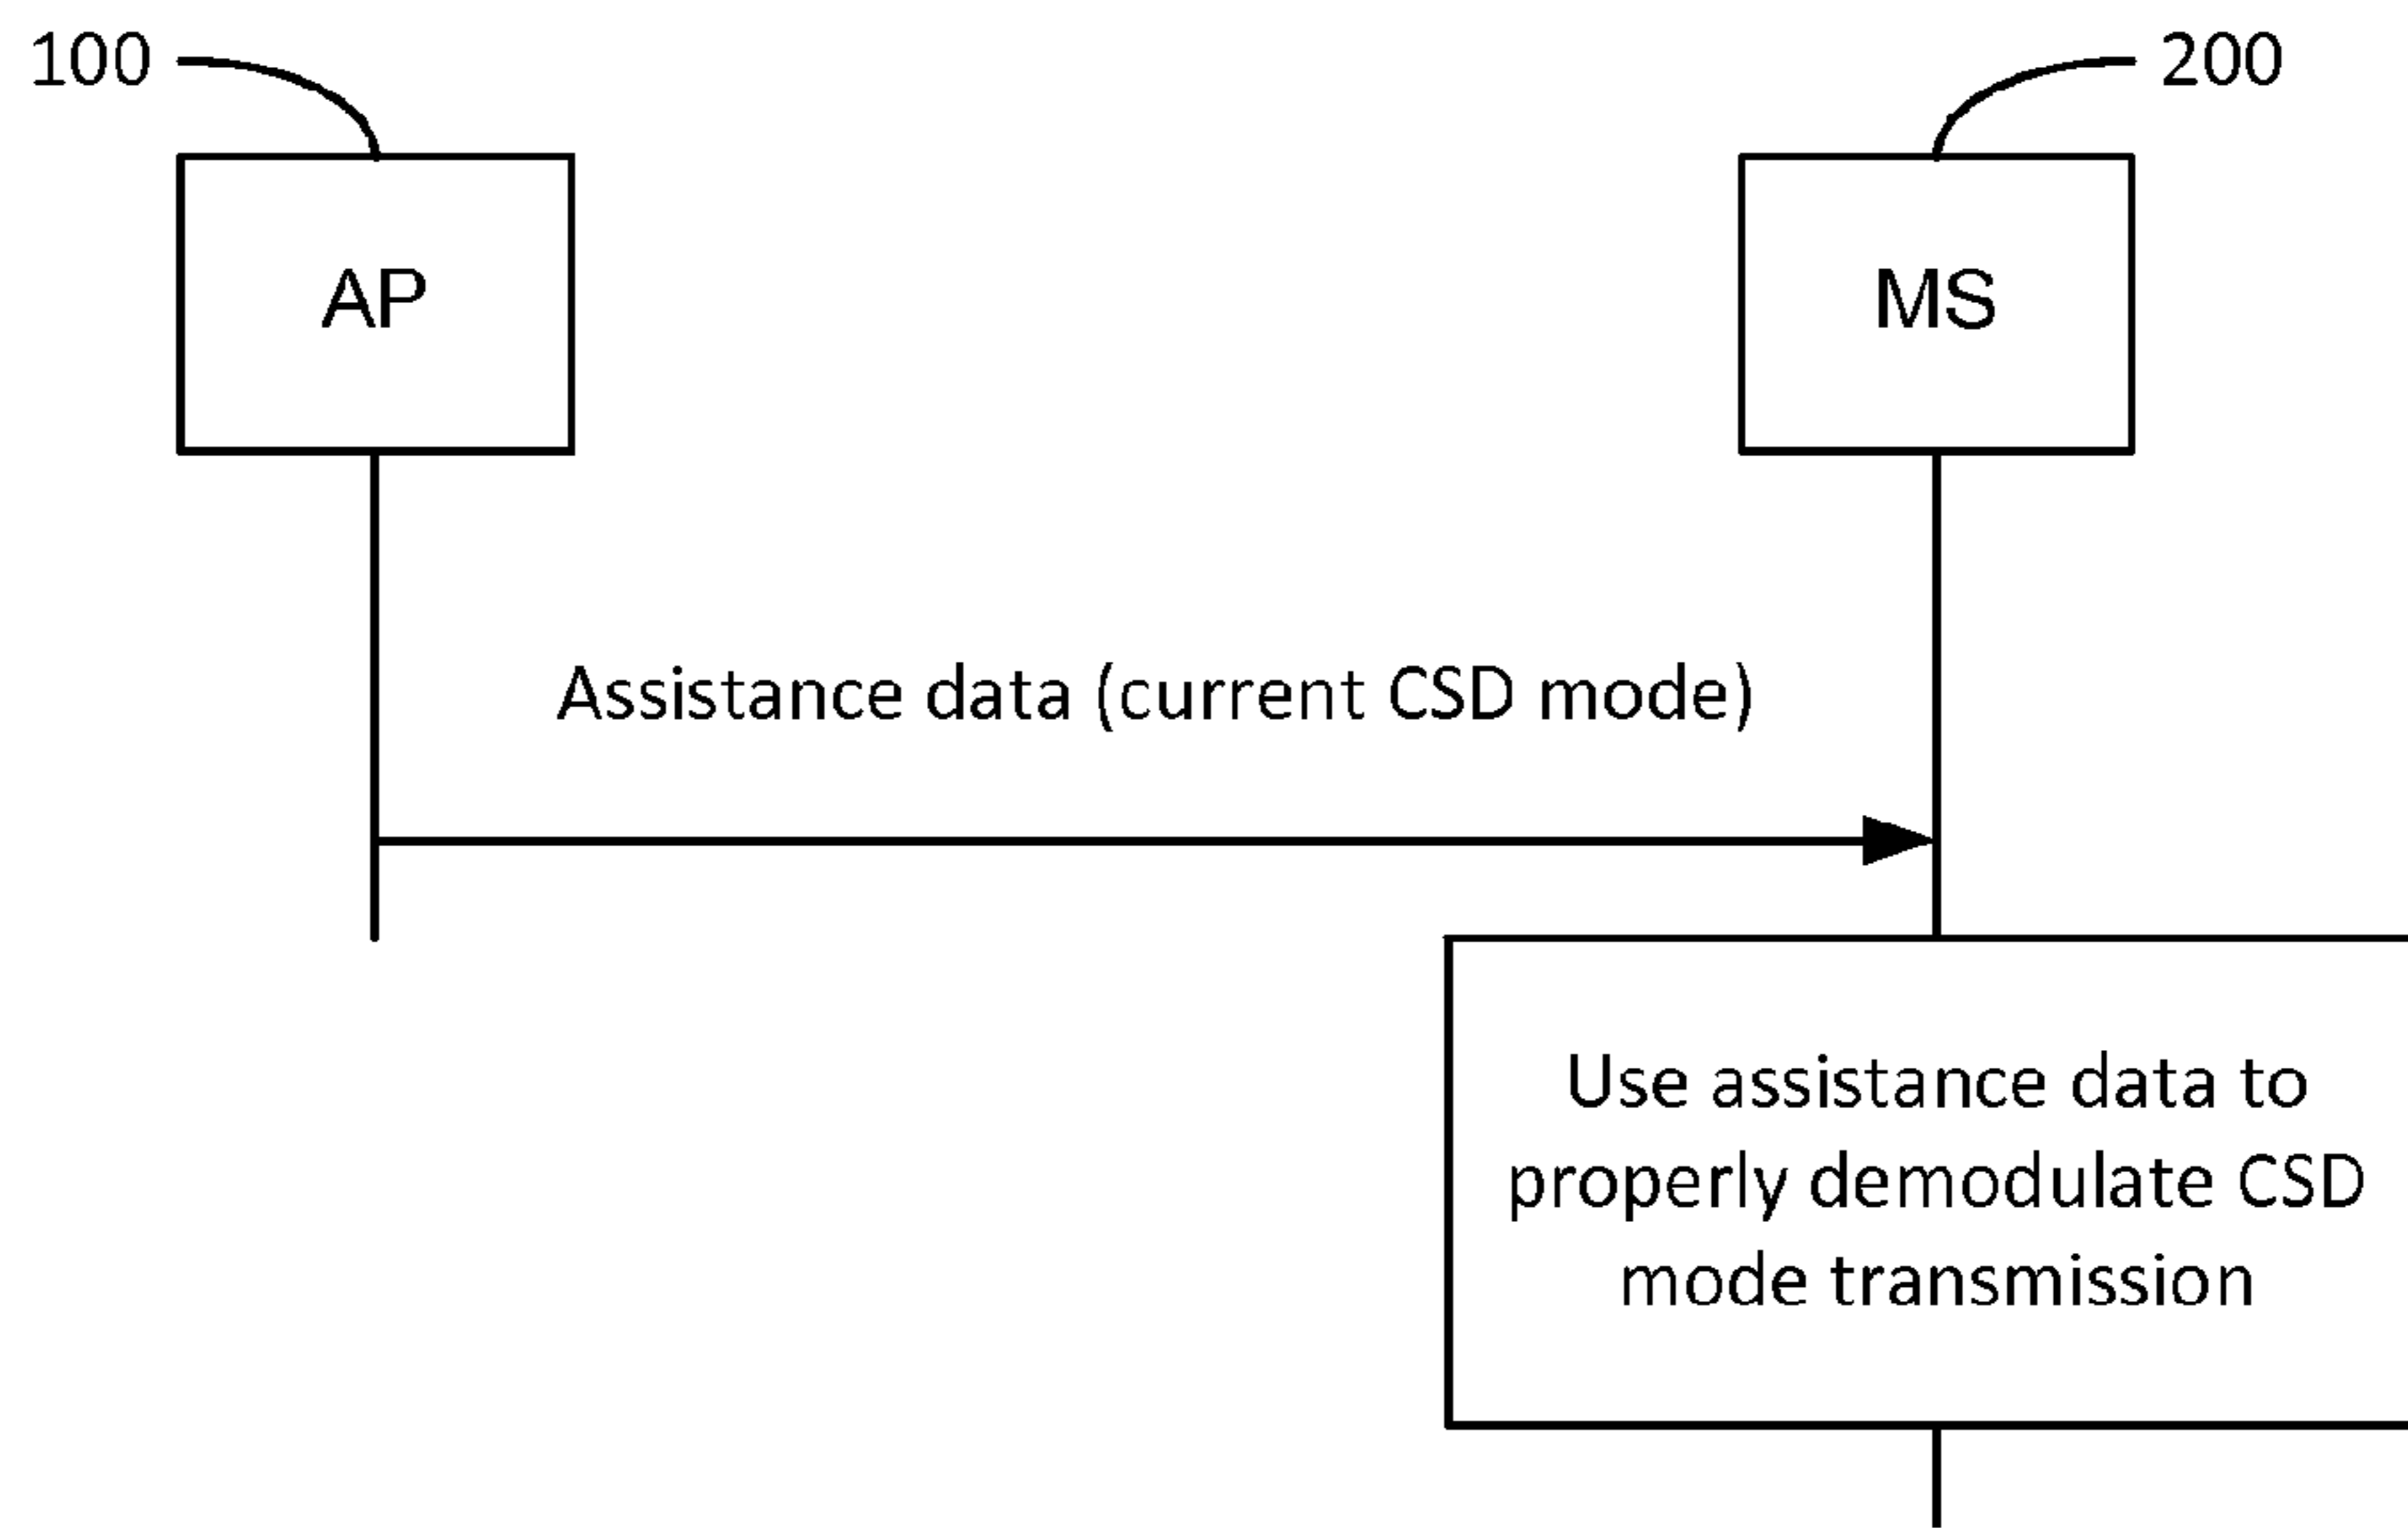 100
200
AP
MS
Assistance data (current CSD mode)
Use assistance data to
properly demodulate CSD
mode transmission